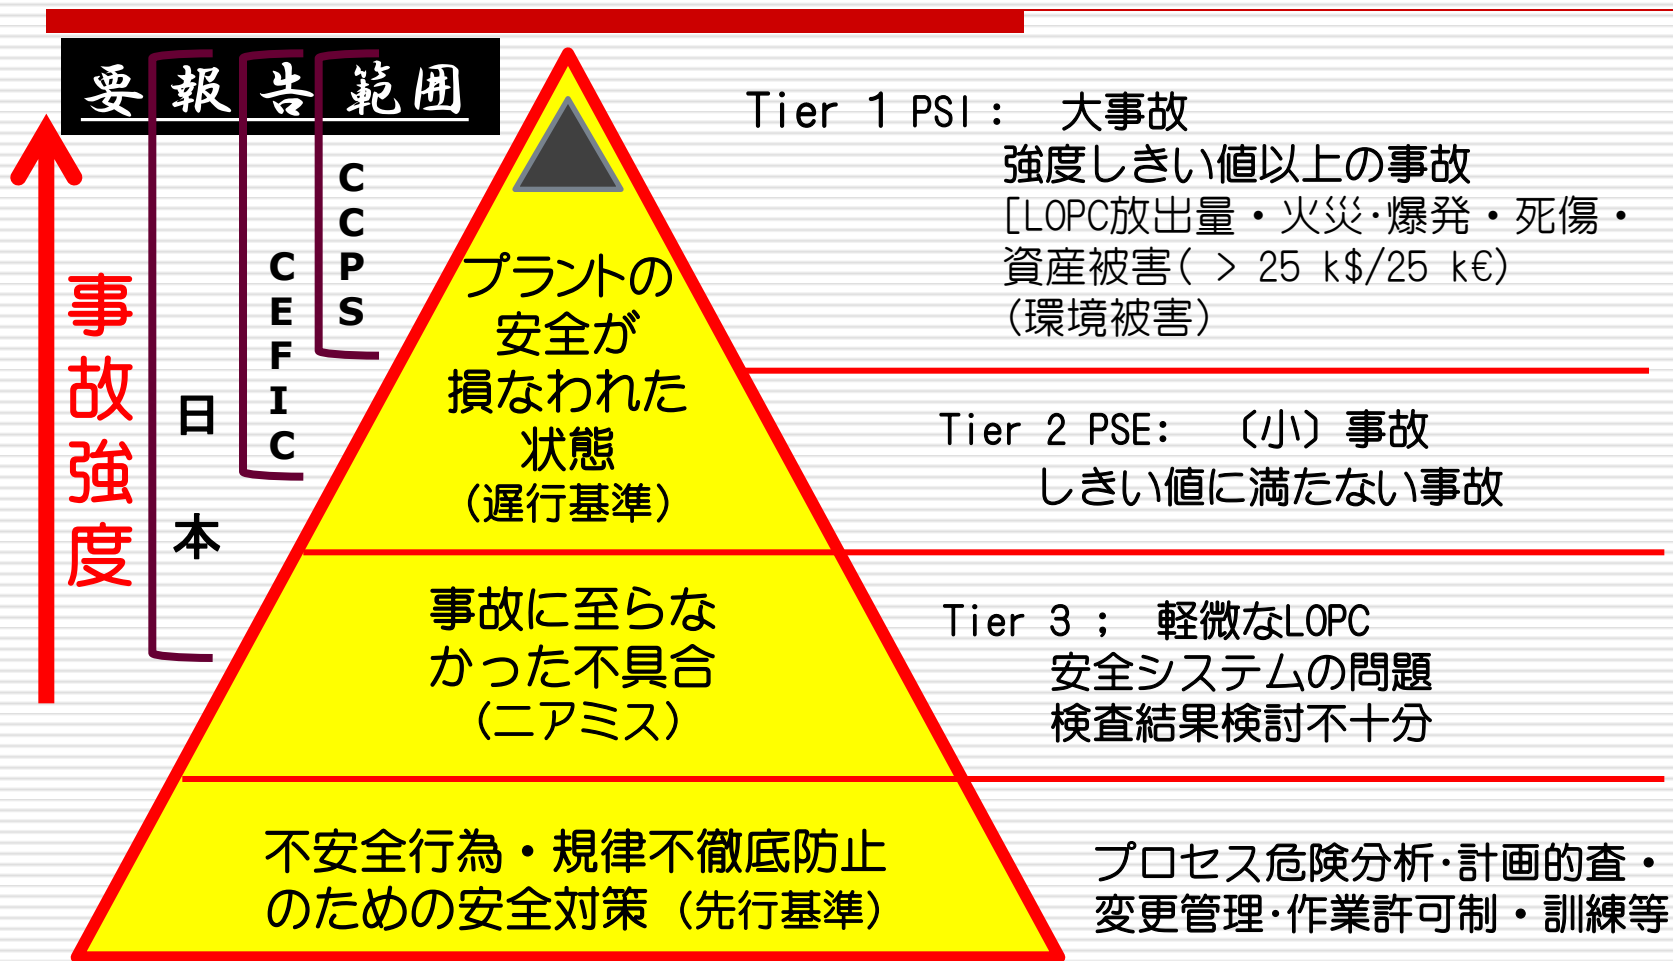 要報告範囲
事故強度
日本
CEFIC
CCPS
プラントの
安全が
損なわれた
状態
（遅行基準）
事故に至らな
かった不具合
（ニアミス）
不安全行為・規律不徹底防止
のための安全対策（先行基準）
Tier 1 PSI： 大事故
強度しきい値以上の事故
[LOPC放出量・火災・爆発・死傷・
資産被害( > 25 k$/25 k€)
(環境被害)
Tier 2 PSE: （小）事故
しきい値に満たない事故
Tier 3 ; 軽微なLOPC
安全システムの問題
検査結果検討不十分
プロセス危険分析・計画的査・
変更管理・作業許可制・訓練等